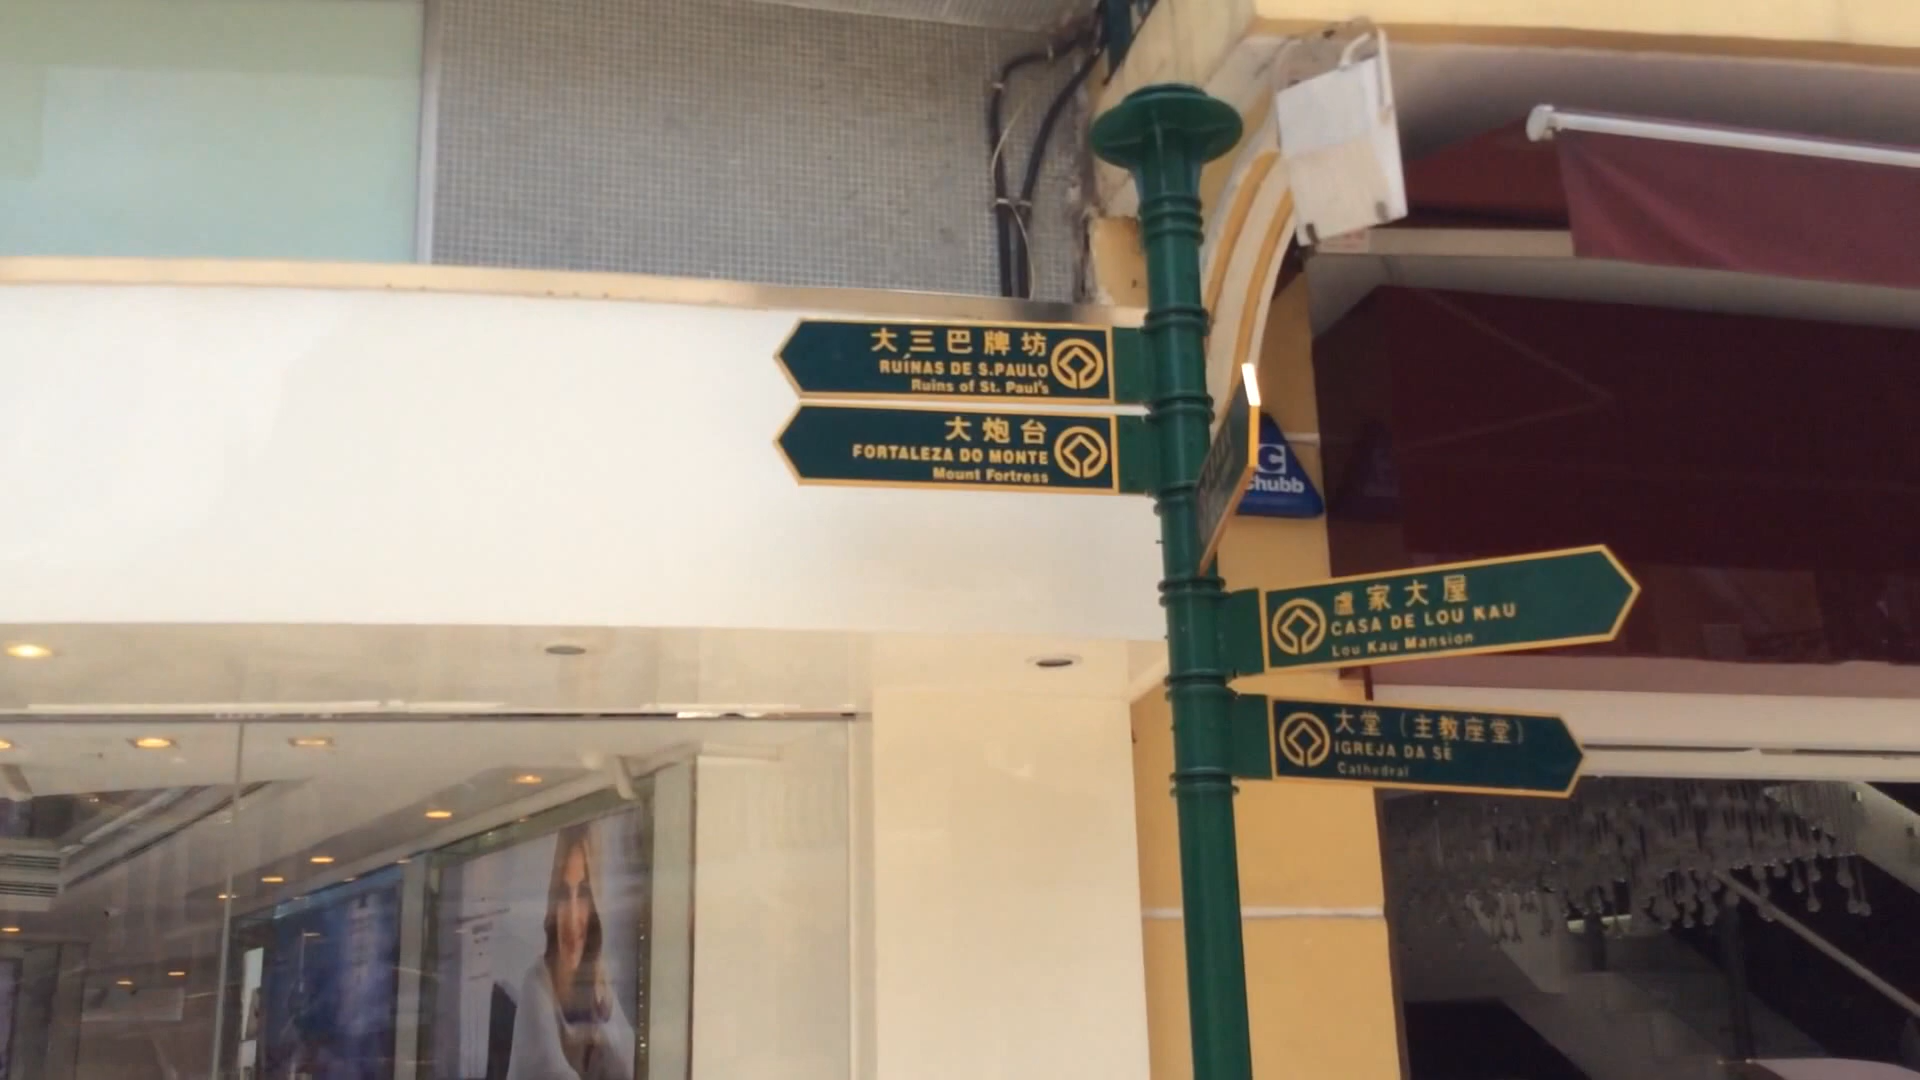 大三巴牌坊
RUÍNAS DE S.PAULO
Ruins of St. Paul's
大炮台
FORTALEZA DO MONTE
Mount Fortress
Chubb
盧家大屋
CASA DE LOU KAU
Lou Kau Mansion
大堂（主教座堂）
IGREJA DA SÉ
Cathedral